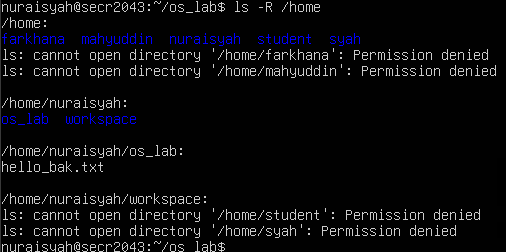 nuraisyah@secr2043:~/os_lab$ ls -R /home
/home:
farkhana  mahyuddin  nuraisyah  student  syah
ls: cannot open directory '/home/farkhana': Permission denied
ls: cannot open directory '/home/mahyuddin': Permission denied
/home/nuraisyah:
os_lab  workspace
/home/nuraisyah/os_lab:
hello_bak.txt
/home/nuraisyah/workspace:
ls: cannot open directory '/home/student': Permission denied
ls: cannot open directory '/home/syah': Permission denied
nuraisyah@secr2043:~/os_lab$